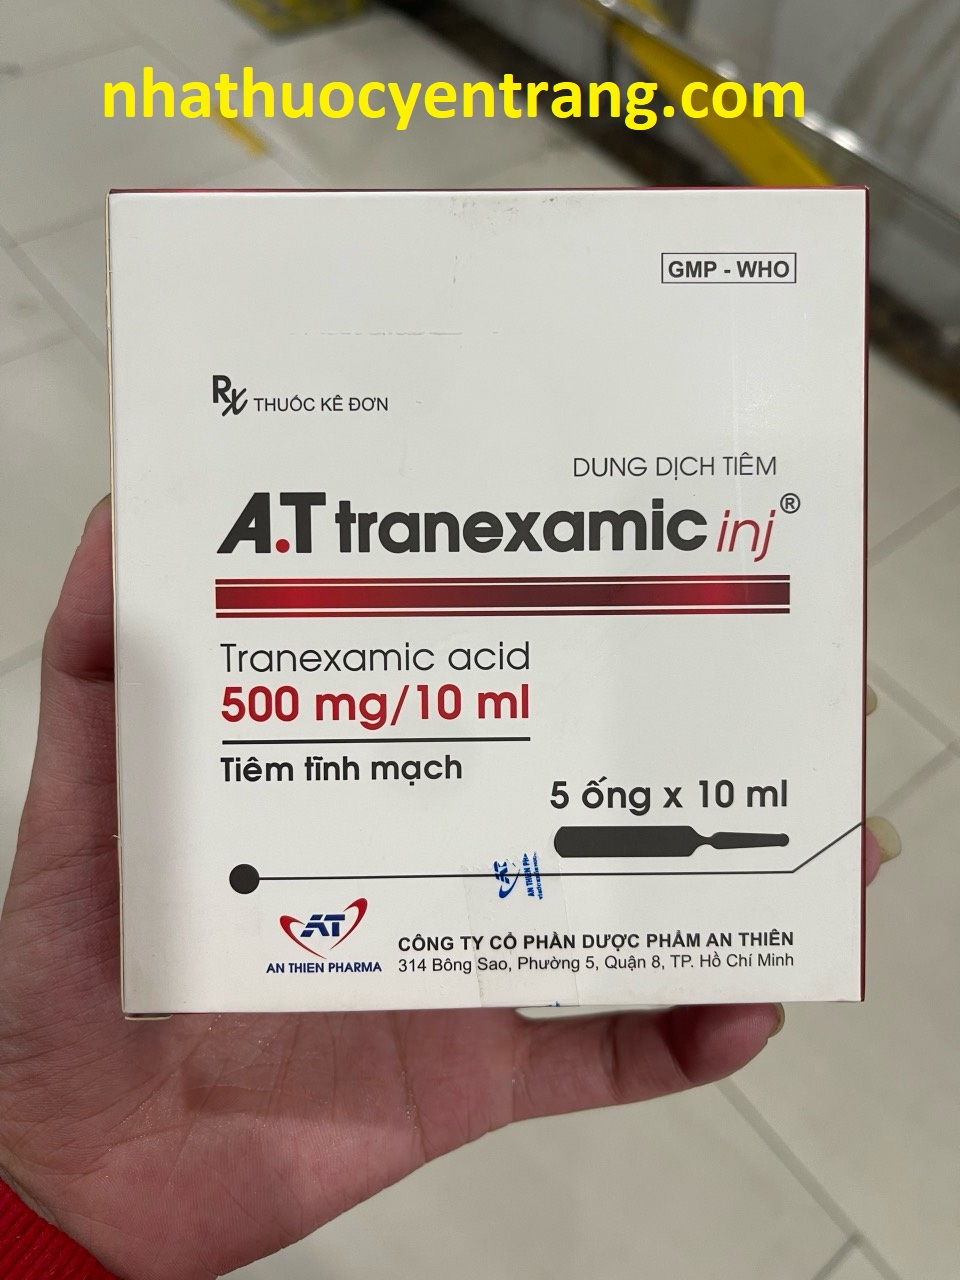 nhathuocyentrang.com
GMP - WHO
Rx THUỐC KÊ ĐƠN
DUNG DỊCH TIÊM
A.T tranexamic inj®
Tranexamic acid
500 mg/10 ml
Tiêm tĩnh mạch
5 ống x 10 ml
AT
AN THIEN PHARMA
CÔNG TY CỔ PHẦN DƯỢC PHẨM AN THIÊN
314 Bông Sao, Phường 5, Quận 8, TP. Hồ Chí Minh
AT